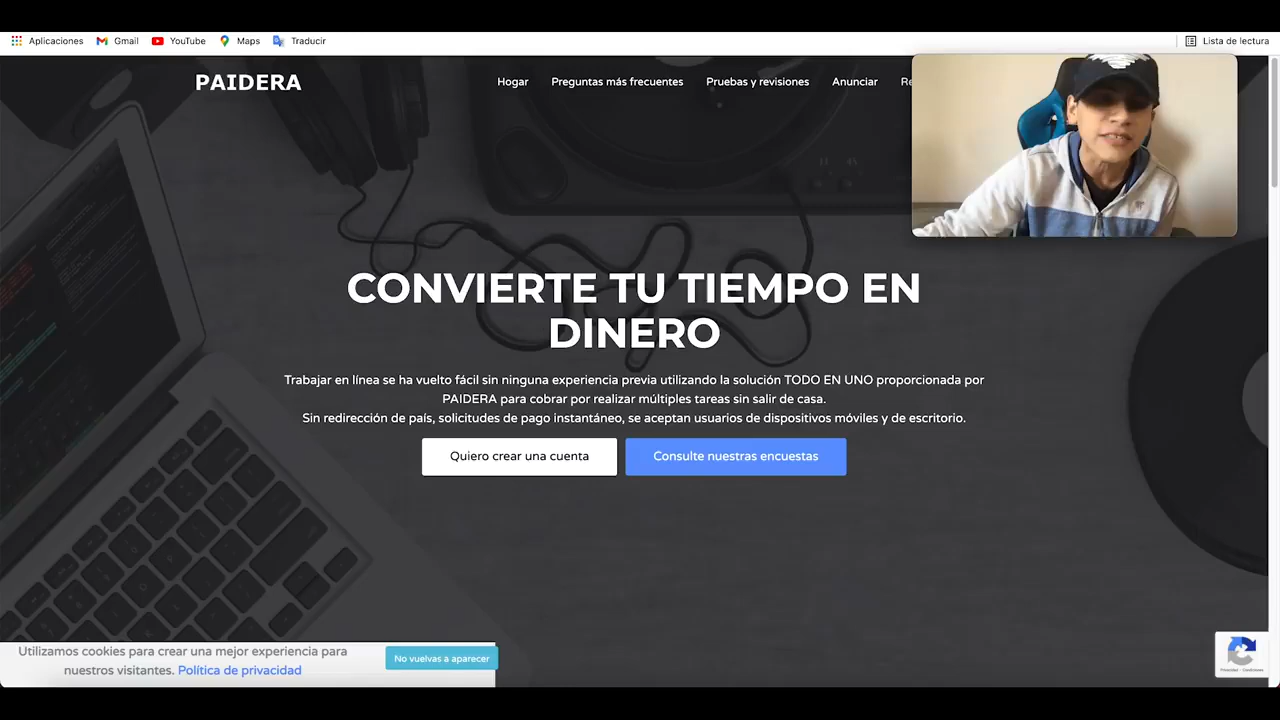 Aplicaciones Gmail YouTube Maps Traducir Lista de lectura
PAIDERA Hogar Preguntas más frecuentes Pruebas y revisiones Anunciar Re
CONVIERTE TU TIEMPO EN
DINERO
Trabajar en línea se ha vuelto fácil sin ninguna experiencia previa utilizando la solución TODO EN UNO proporcionada por
PAIDERA para cobrar por realizar múltiples tareas sin salir de casa.
Sin redirección de país, solicitudes de pago instantáneo, se aceptan usuarios de dispositivos móviles y de escritorio.
Quiero crear una cuenta Consulte nuestras encuestas
Utilizamos cookies para crear una mejor experiencia para
nuestros visitantes. Política de privacidad
No vuelvas a aparecer